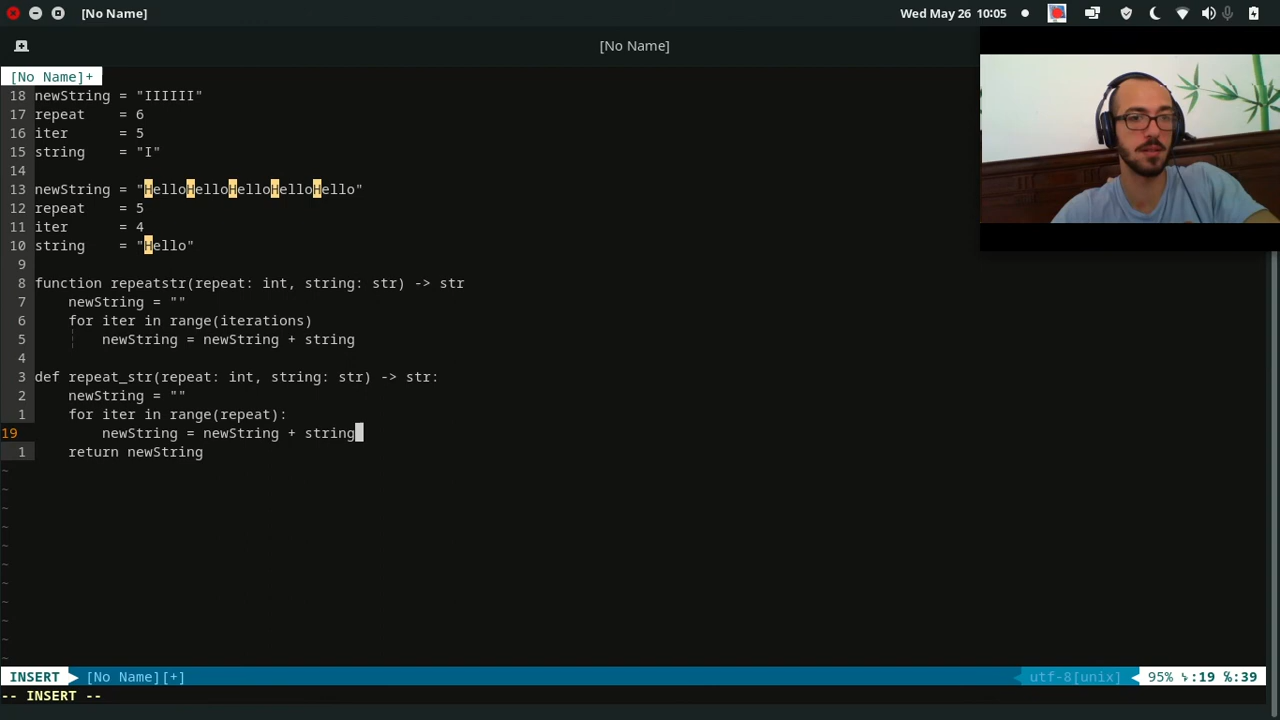 [No Name]
Wed May 26 10:05
[No Name]
[No Name]+
18 newString = "IIIIII"
17 repeat    = 6
16 iter      = 5
15 string    = "I"
14
13 newString = "HelloHelloHelloHelloHello"
12 repeat    = 5
11 iter      = 4
10 string    = "Hello"
9
8 function repeatstr(repeat: int, string: str) -> str
7     newString = ""
6     for iter in range(iterations)
5     ¦   newString = newString + string
4
3 def repeat_str(repeat: int, string: str) -> str:
2     newString = ""
1     for iter in range(repeat):
19         newString = newString + string
1     return newString
~
~
~
~
~
~
~
~
~
~
INSERT [No Name][+] utf-8[unix] 95% ␊:19 ℅:39
-- INSERT --